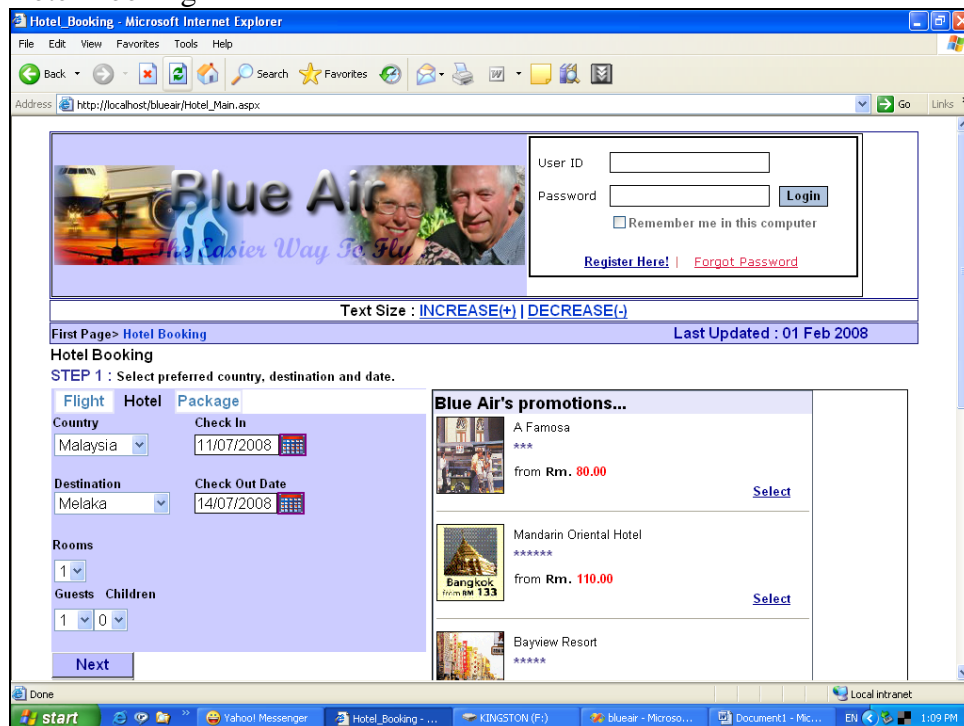 Hotel_Booking - Microsoft Internet Explorer
File Edit View Favorites Tools Help
Back Search Favorites
Address http://localhost/blueair/Hotel_Main.aspx Go Links
Blue Air
The Easier Way To Fly
User ID
Password Login
Remember me in this computer
Register Here! | Forgot Password
Text Size : INCREASE(+) | DECREASE(-)
First Page> Hotel Booking Last Updated : 01 Feb 2008
Hotel Booking
STEP 1 : Select preferred country, destination and date.
Flight Hotel Package
Country Check In
Malaysia 11/07/2008
Destination Check Out Date
Melaka 14/07/2008
Rooms
1
Guests Children
1 0
Next
Blue Air's promotions...
A Famosa
***
from Rm. 80.00
Select
Mandarin Oriental Hotel
******
from Rm. 110.00
Select
Bangkok
from RM 133
Bayview Resort
*****
Done Local intranet
start Yahoo! Messenger Hotel_Booking - ... KINGSTON (F:) blueair - Microso... Document1 - Mic... EN 1:09 PM